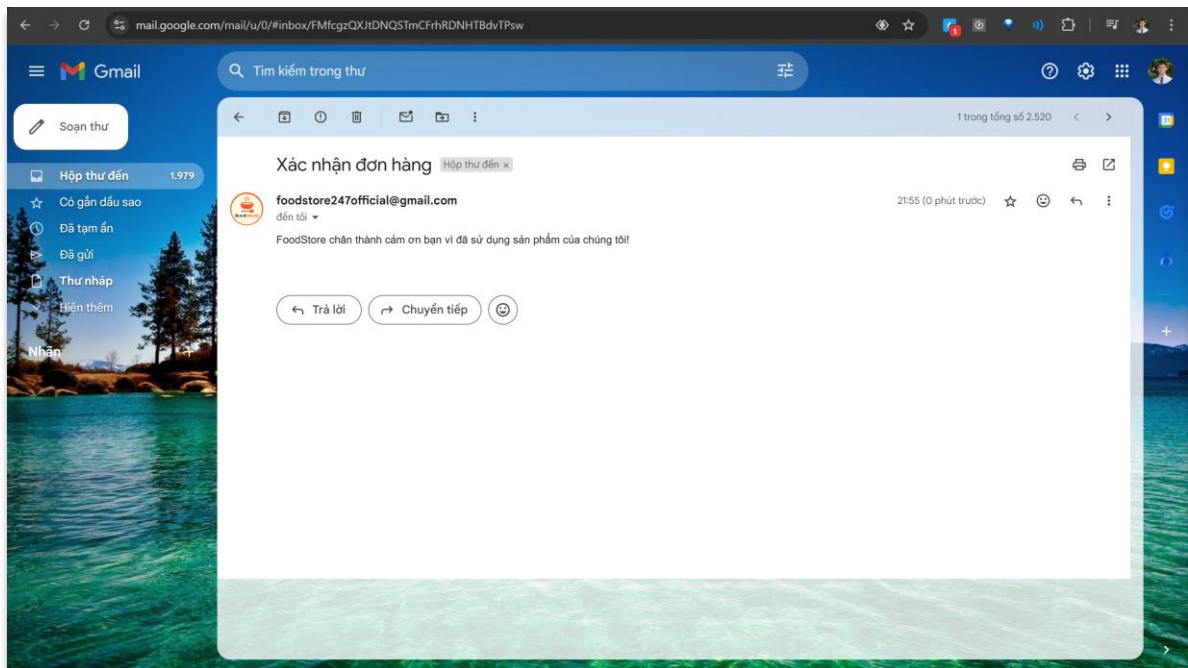 mail.google.com/mail/u/0/#inbox/FMfcgzQXJtDNQSTmCFrhRDNHTBdvTPsw
1
Gmail
Tìm kiếm trong thư
Soạn thư
1 trong tổng số 2.520
31
Hộp thư đến 1.979
Có gắn dấu sao
Đã tạm ẩn
Đã gửi
Thư nháp
Hiện thêm
Nhãn
Xác nhận đơn hàng Hộp thư đến ×
foodstore247official@gmail.com 21:55 (0 phút trước)
đến tôi
FoodStore chân thành cảm ơn bạn vì đã sử dụng sản phẩm của chúng tôi!
Trả lời Chuyển tiếp